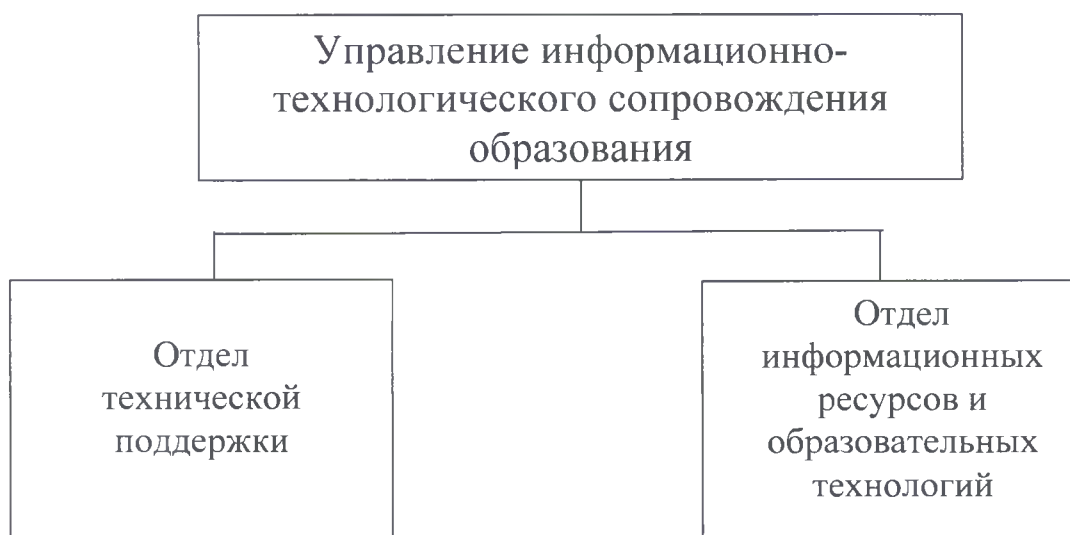 Управление информационно-
технологического сопровождения
образования
Отдел
технической
поддержки
Отдел
информационных
ресурсов и
образовательных
технологий